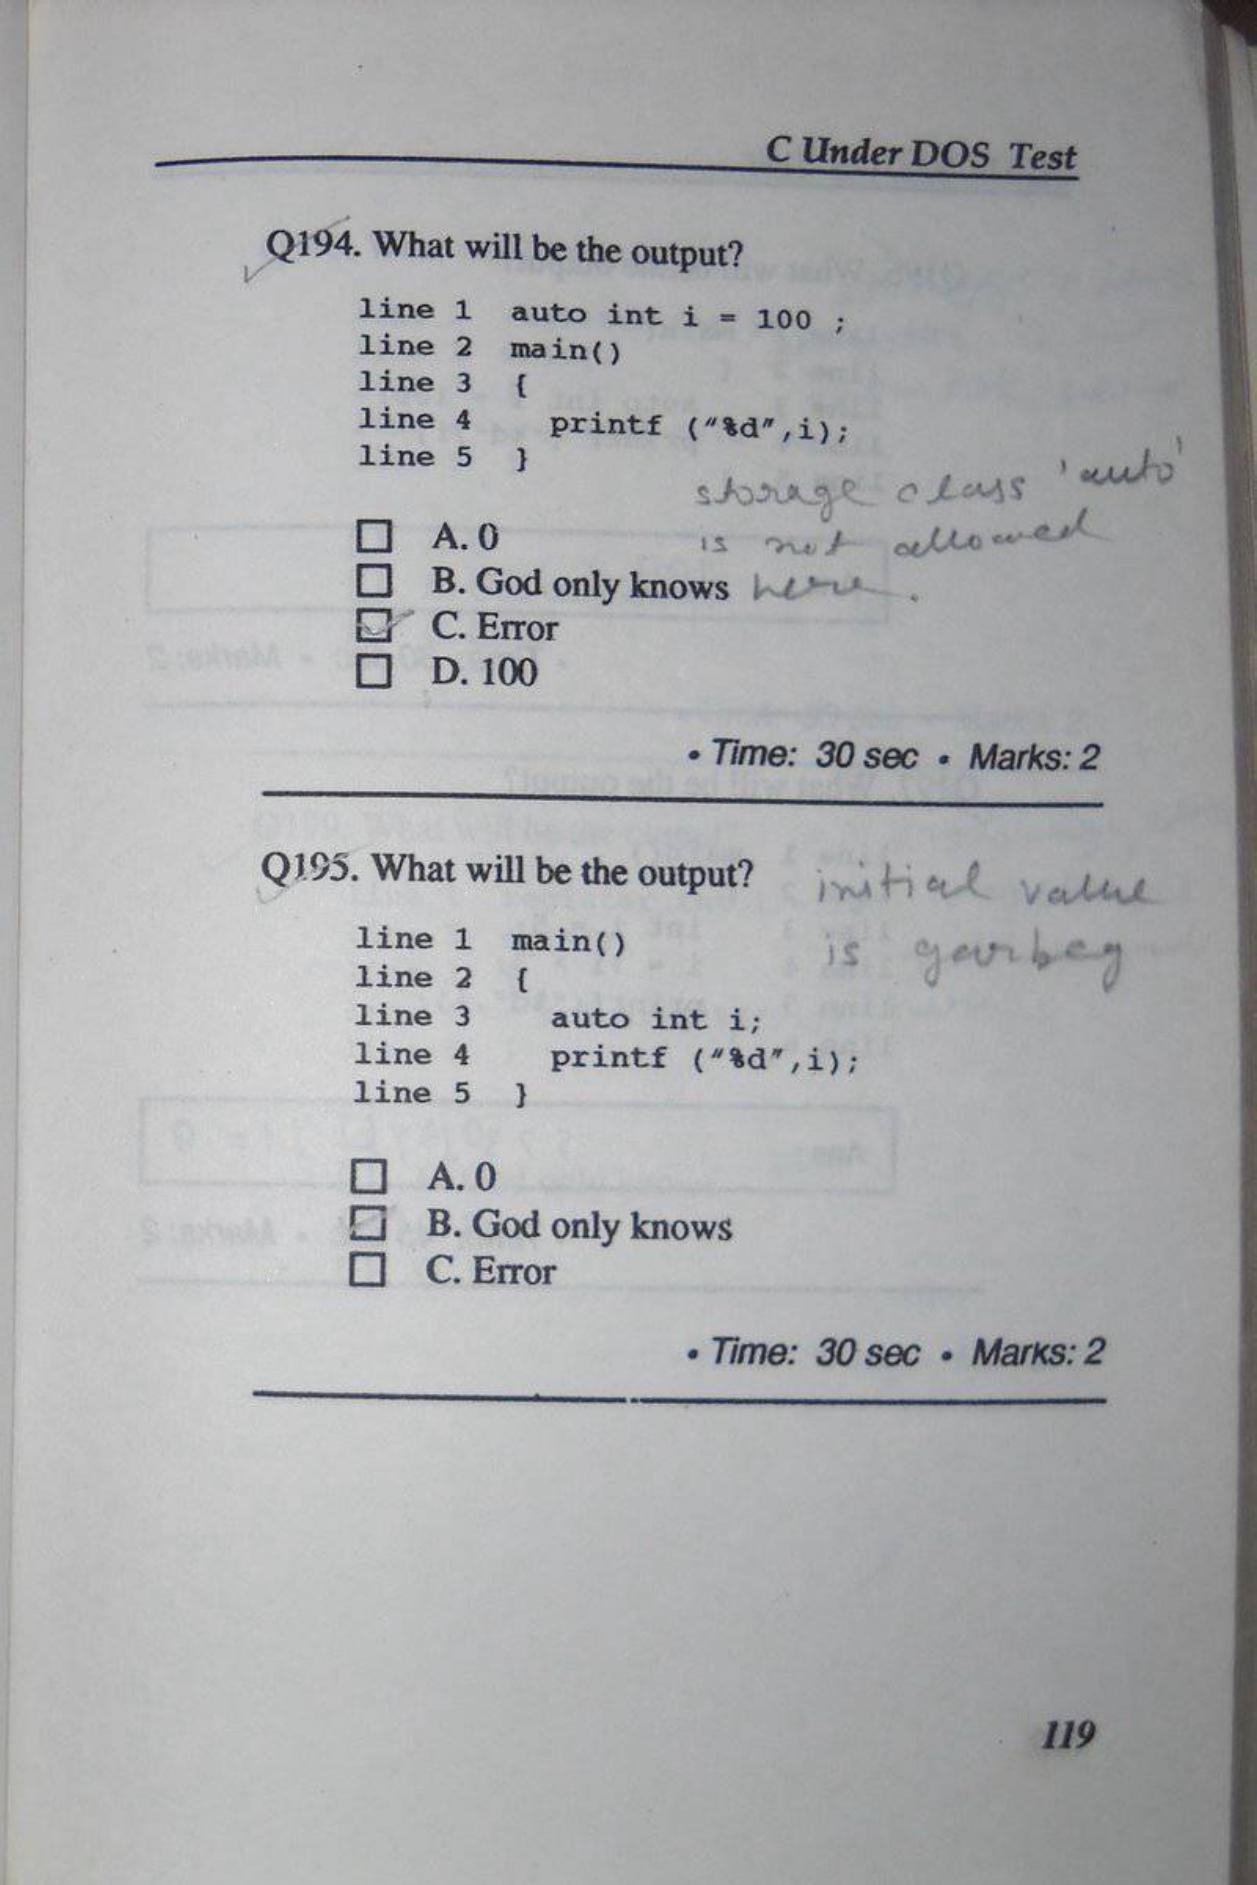 C Under DOS Test
Q194. What will be the output?
line 1 auto int i = 100 ;
line 2 main()
line 3 {
line 4 printf ("%d",i);
line 5 }
storage class 'auto'
is not allowed
here.
A. 0
B. God only knows
C. Error
D. 100
• Time: 30 sec • Marks: 2
Q195. What will be the output?
initial value
is garbeg
line 1 main()
line 2 {
line 3 auto int i;
line 4 printf ("%d",i);
line 5 }
A. 0
B. God only knows
C. Error
• Time: 30 sec • Marks: 2
119